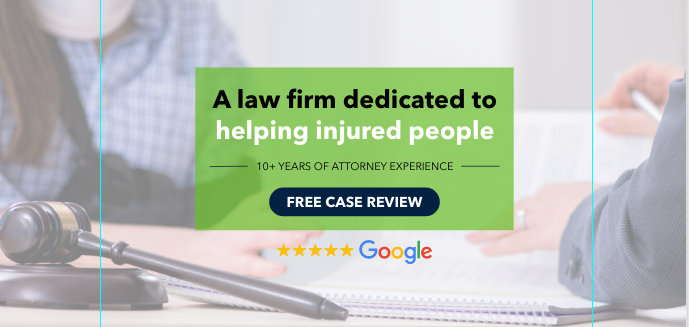 A law firm dedicated to
helping injured people
10+ YEARS OF ATTORNEY EXPERIENCE
FREE CASE REVIEW
Google